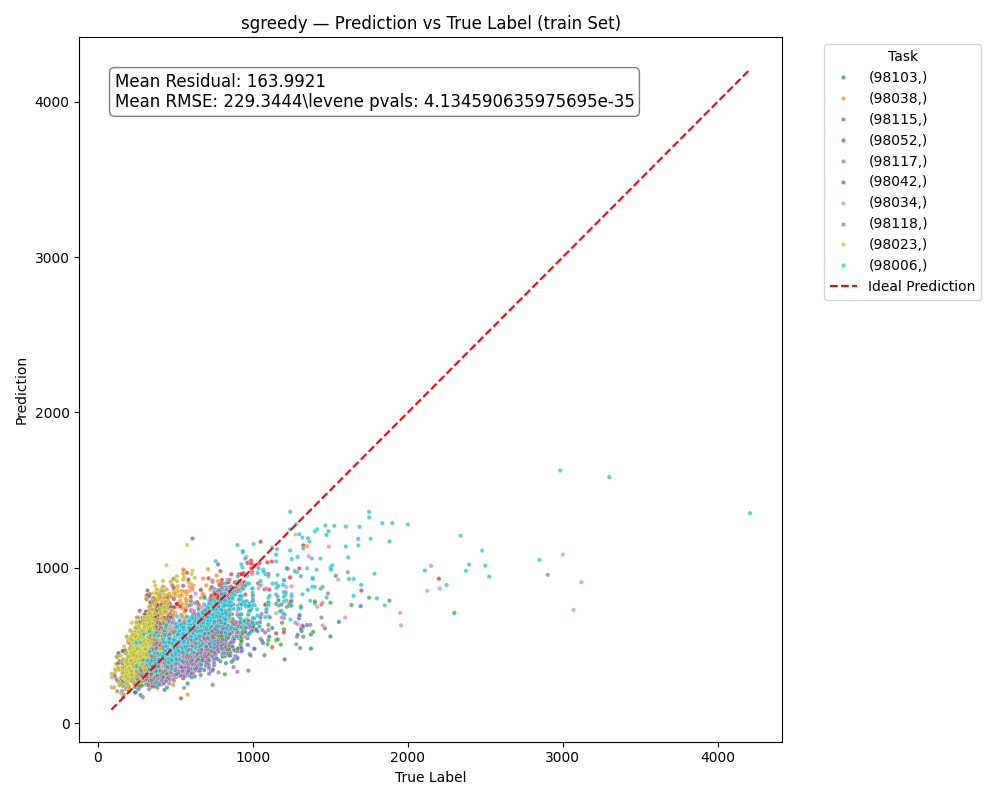 sgreedy — Prediction vs True Label (train Set)
Mean Residual: 163.9921
Mean RMSE: 229.3444\levene pvals: 4.134590635975695e-35
Task
(98103,)
(98038,)
(98115,)
(98052,)
(98117,)
(98042,)
(98034,)
(98118,)
(98023,)
(98006,)
Ideal Prediction
Prediction
4000
3000
2000
1000
0
0
1000
2000
3000
4000
True Label